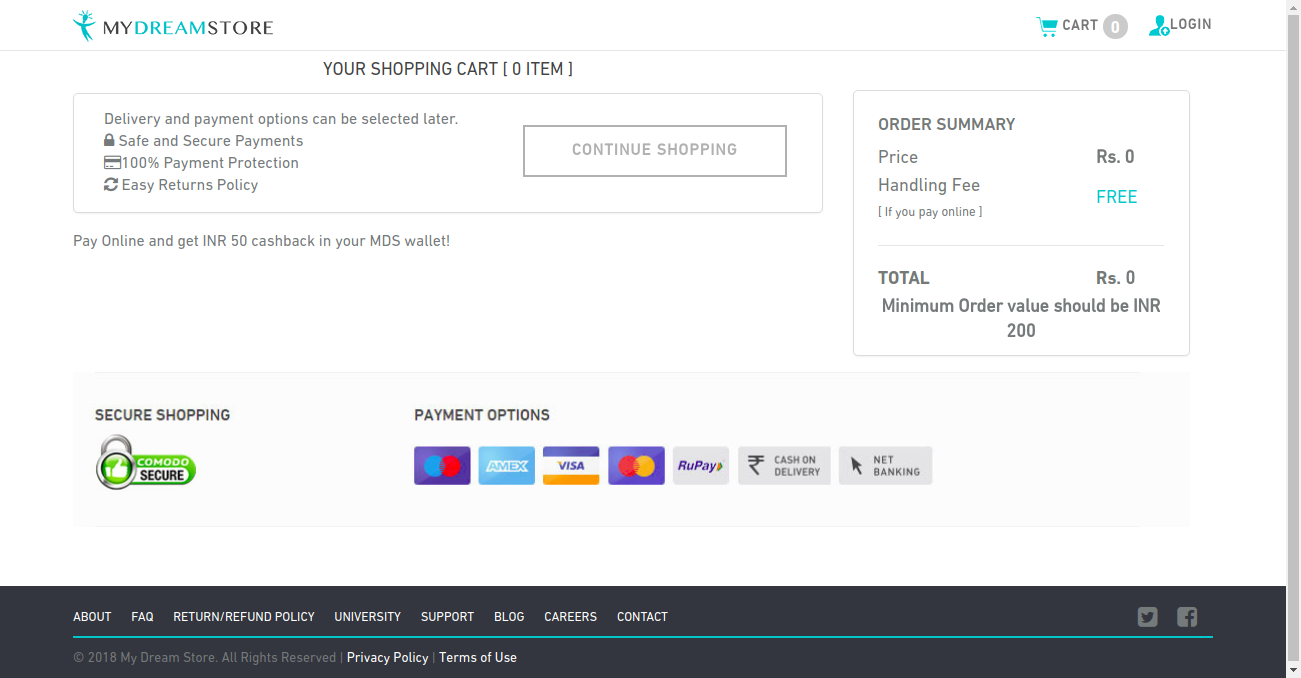 MYDREAMSTORE
CART 0
LOGIN
YOUR SHOPPING CART [ 0 ITEM ]
Delivery and payment options can be selected later.
Safe and Secure Payments
100% Payment Protection
Easy Returns Policy
CONTINUE SHOPPING
Pay Online and get INR 50 cashback in your MDS wallet!
ORDER SUMMARY
Price Rs. 0
Handling Fee FREE
[ If you pay online ]
TOTAL Rs. 0
Minimum Order value should be INR
200
SECURE SHOPPING
COMODO
SECURE
PAYMENT OPTIONS
AMEX
VISA
RuPay
CASH ON
DELIVERY
NET
BANKING
ABOUT FAQ RETURN/REFUND POLICY UNIVERSITY SUPPORT BLOG CAREERS CONTACT
© 2018 My Dream Store. All Rights Reserved | Privacy Policy | Terms of Use